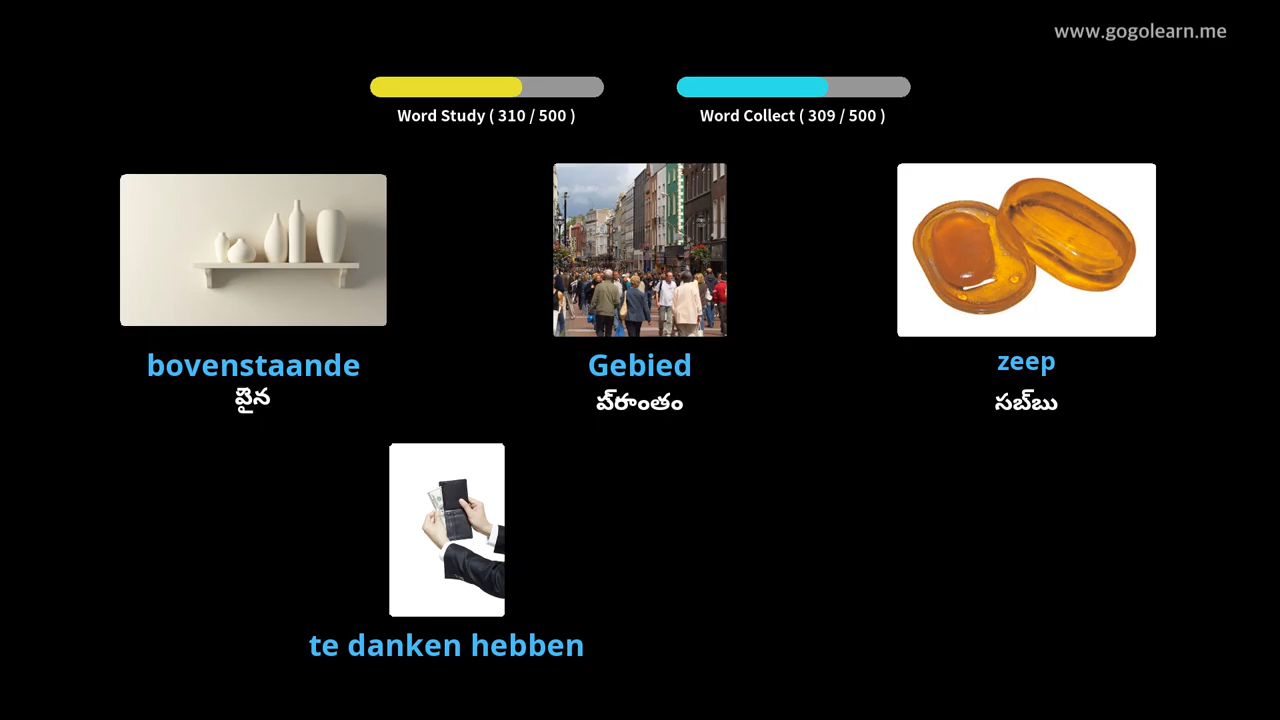 www.gogolearn.me
Word Study ( 310 / 500 )
Word Collect ( 309 / 500 )
bovenstaande
పైన
Gebied
ప్రాంతం
zeep
సబ్బు
te danken hebben